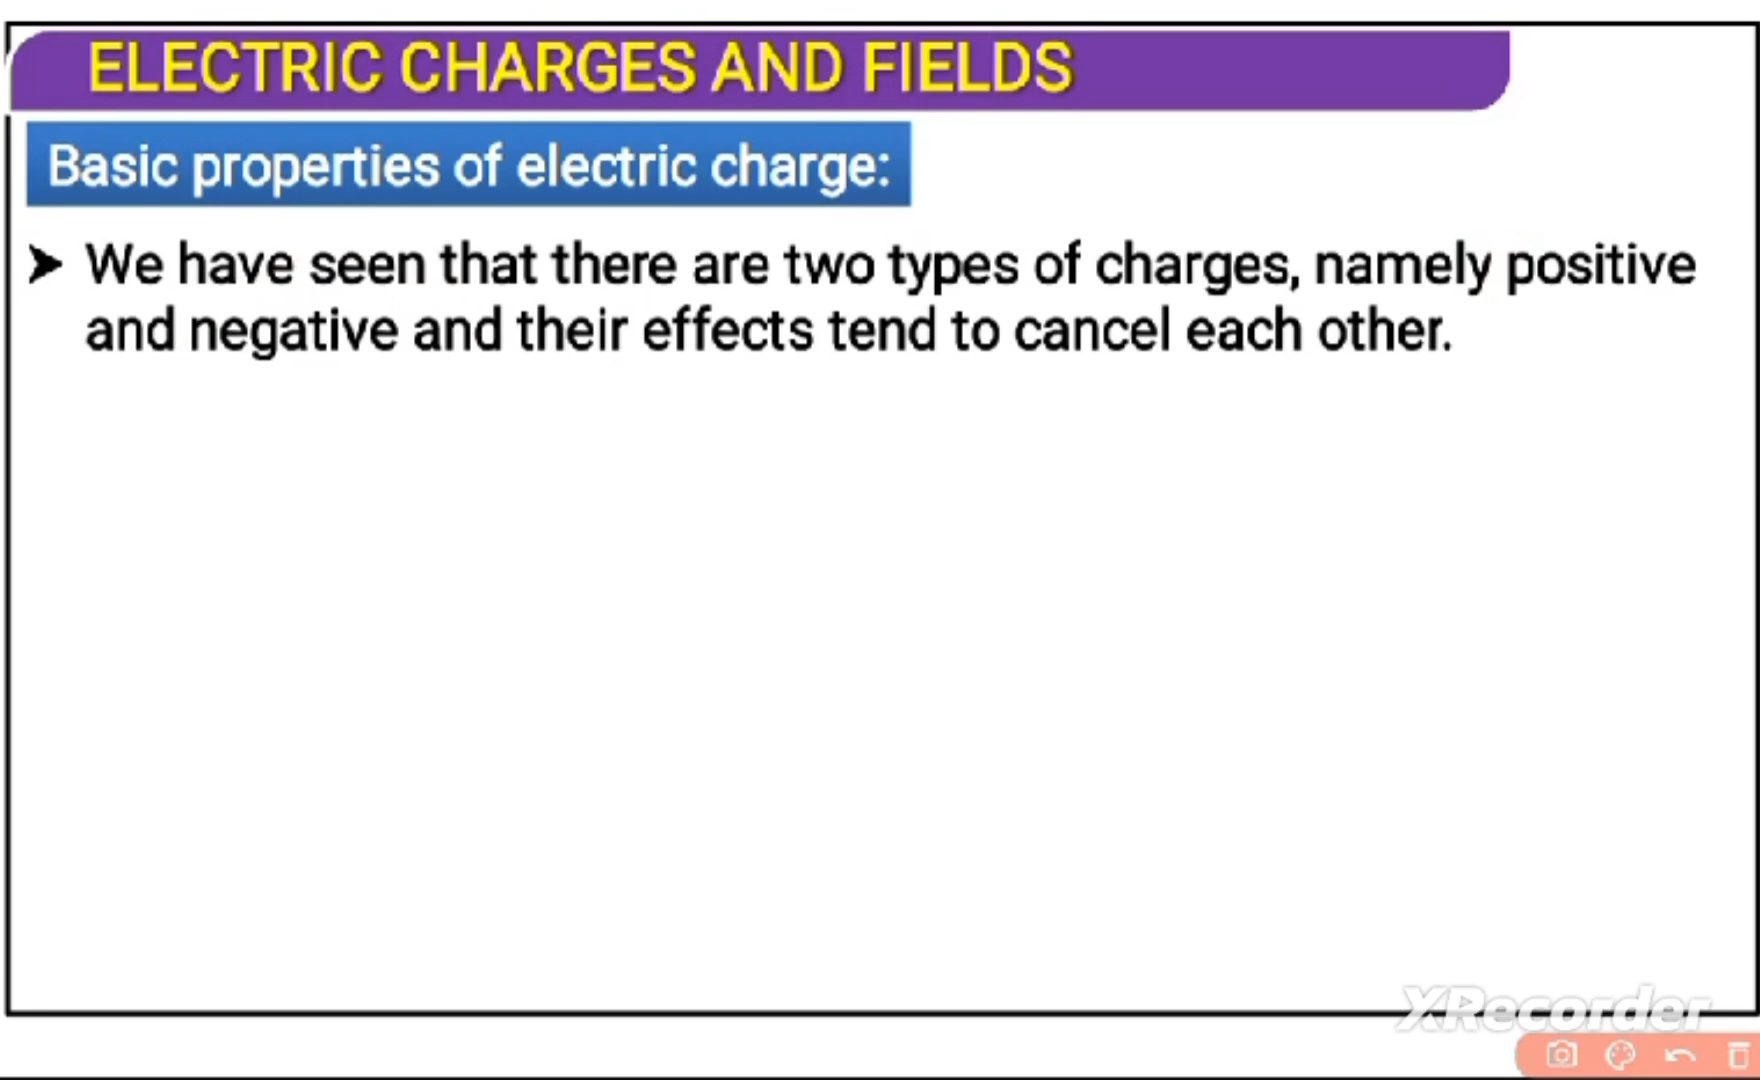 ELECTRIC CHARGES AND FIELDS
Basic properties of electric charge:
We have seen that there are two types of charges, namely positive
and negative and their effects tend to cancel each other.
XRecorder